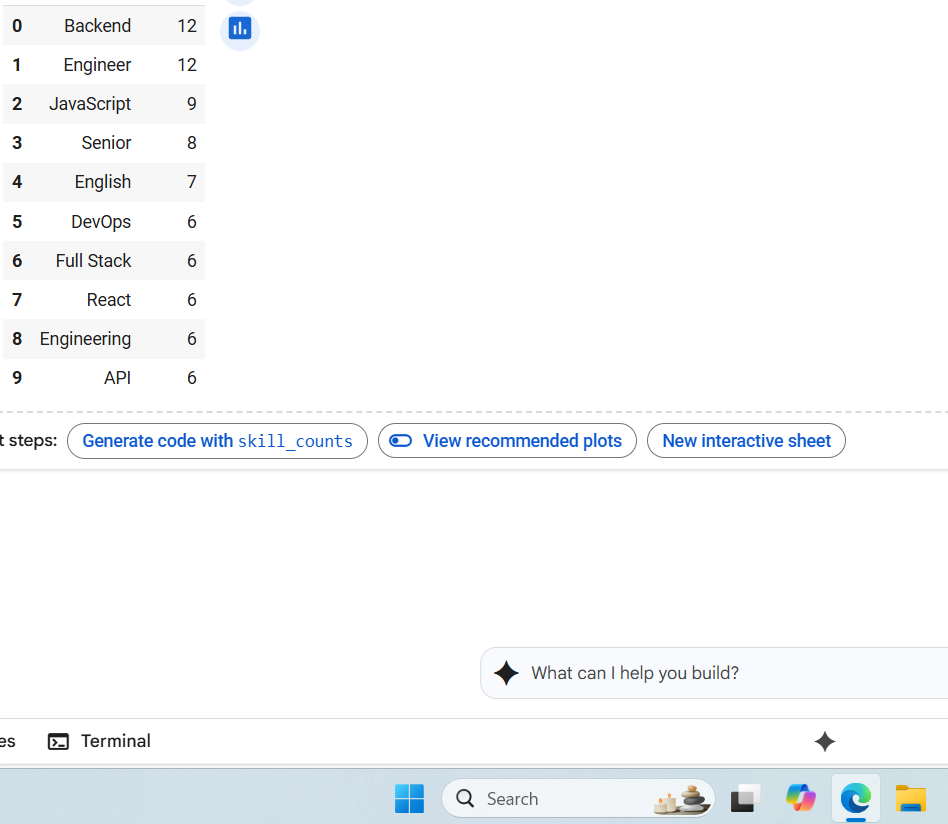 0 Backend 12
1 Engineer 12
2 JavaScript 9
3 Senior 8
4 English 7
5 DevOps 6
6 Full Stack 6
7 React 6
8 Engineering 6
9 API 6
t steps: Generate code with skill_counts View recommended plots New interactive sheet
What can I help you build?
es Terminal
Search